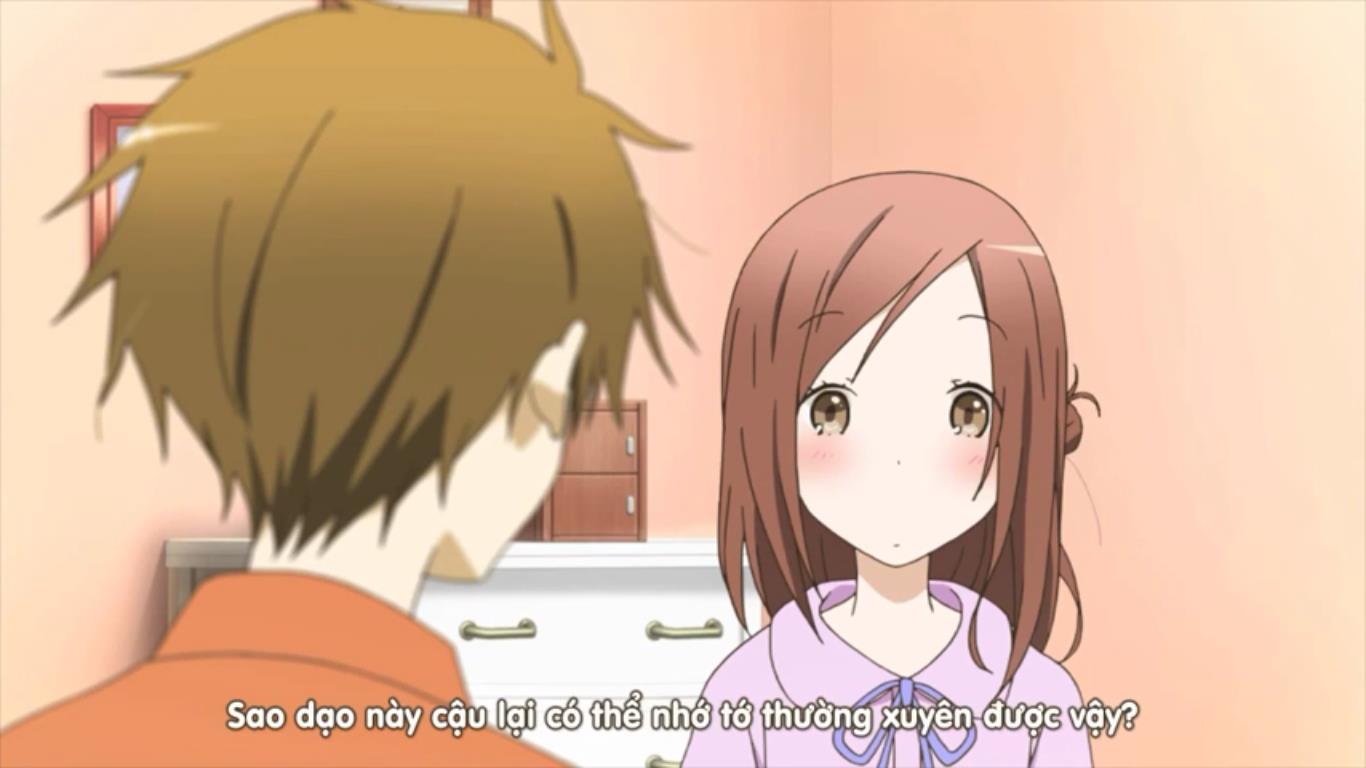 Sao dạo này cậu lại có thể nhớ tớ thường xuyên được vậy?